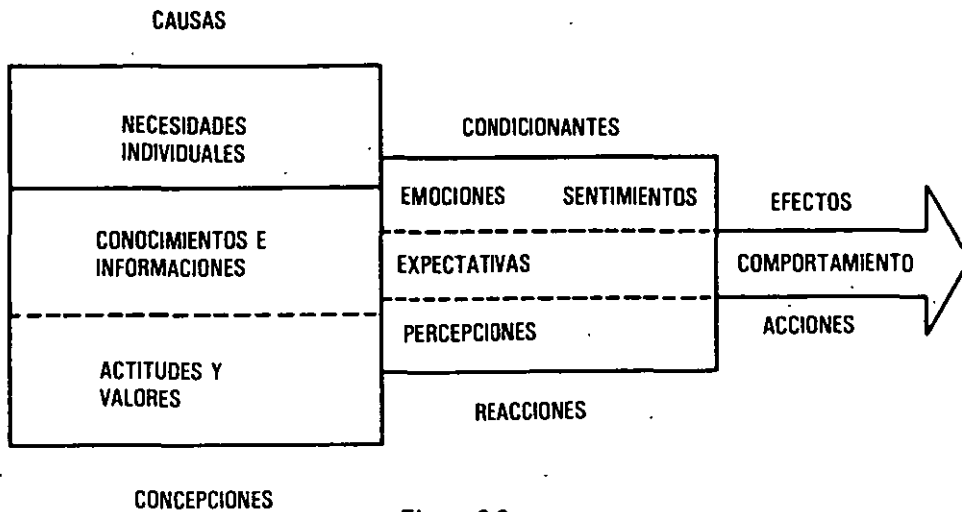 CAUSAS
NECESIDADES
INDIVIDUALES
CONOCIMIENTOS E
INFORMACIONES
ACTITUDES Y
VALORES
CONCEPCIONES
CONDICIONANTES
EMOCIONES SENTIMIENTOS
EXPECTATIVAS
PERCEPCIONES
REACCIONES
EFECTOS
COMPORTAMIENTO
ACCIONES